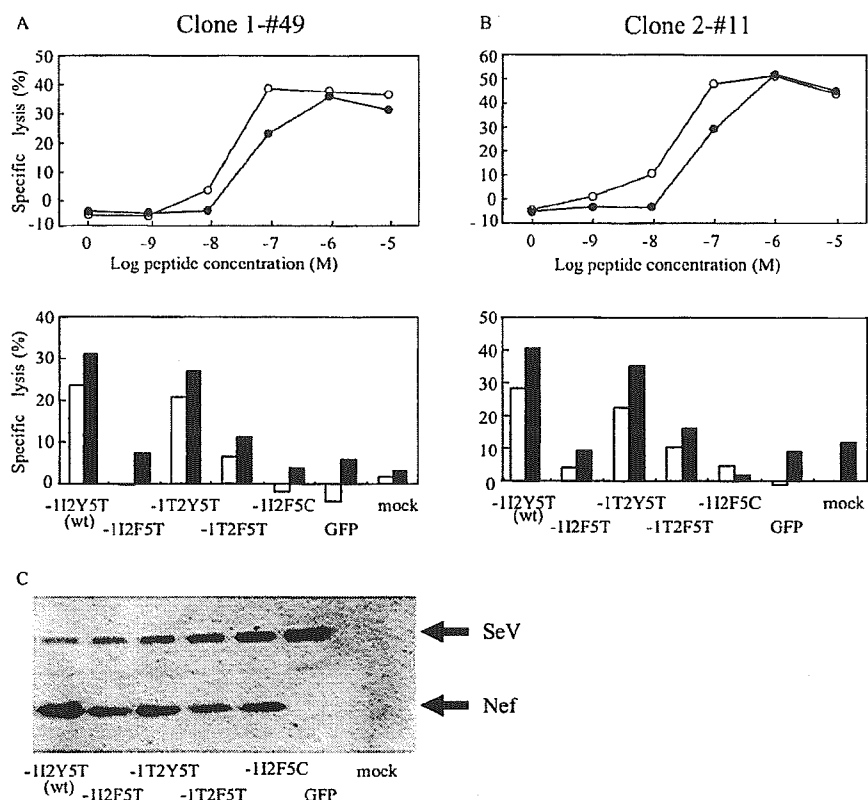 A
Clone 1-#49
B
Clone 2-#11
Specific lysis (%)
50
40
30
20
10
0
-10
0 -9 -8 -7 -6 -5
Log peptide concentration (M)
60
50
40
30
20
10
0
-10
0 -9 -8 -7 -6 -5
Log peptide concentration (M)
Specific lysis (%)
40
30
20
10
0
-1I2Y5T (wt)
-1I2F5T
-1T2Y5T
-1T2F5T
-1I2F5C
GFP
mock
50
40
30
20
10
0
-1I2Y5T (wt)
-1I2F5T
-1T2Y5T
-1T2F5T
-1I2F5C
GFP
mock
C
SeV
Nef
-1I2Y5T (wt)
-1I2F5T
-1T2Y5T
-1T2F5T
-1I2F5C
GFP
mock